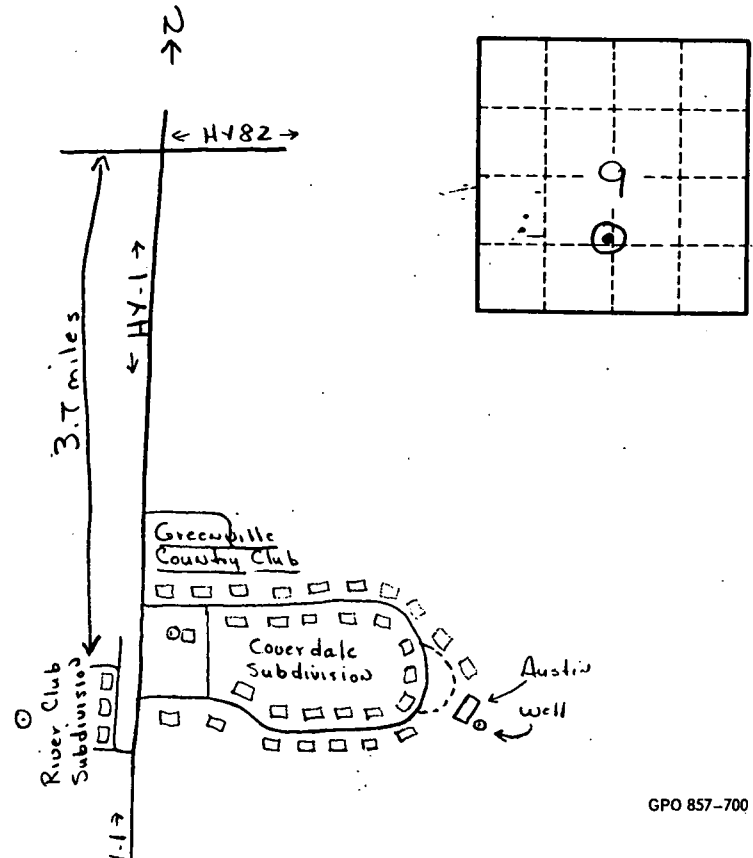 N
← HY82 →
9
← HY-1 →
3.7 miles
Greenville
Country Club
Coverdale
Subdivision
Austin
Well
River Club
Subdivision
-1 →
GPO 857-700